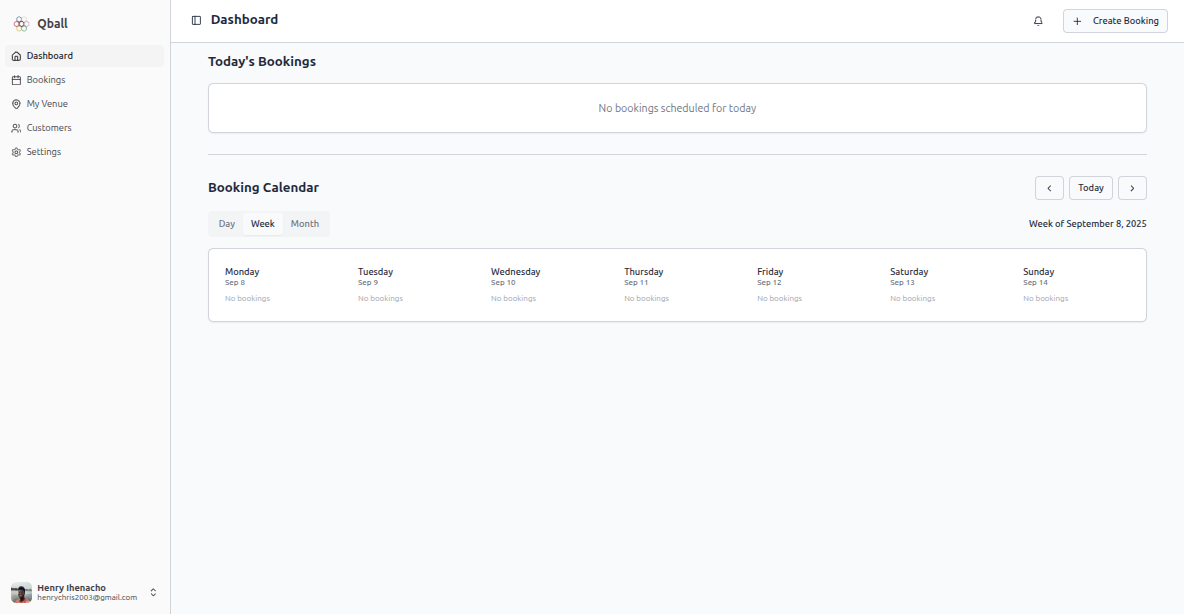 Qball
Dashboard
Bookings
My Venue
Customers
Settings
Henry Ihenacho
henrychris2003@gmail.com
Dashboard
Create Booking
Today's Bookings
No bookings scheduled for today
Booking Calendar
Today
Day Week Month
Week of September 8, 2025
Monday Tuesday Wednesday Thursday Friday Saturday Sunday
Sep 8 Sep 9 Sep 10 Sep 11 Sep 12 Sep 13 Sep 14
No bookings No bookings No bookings No bookings No bookings No bookings No bookings